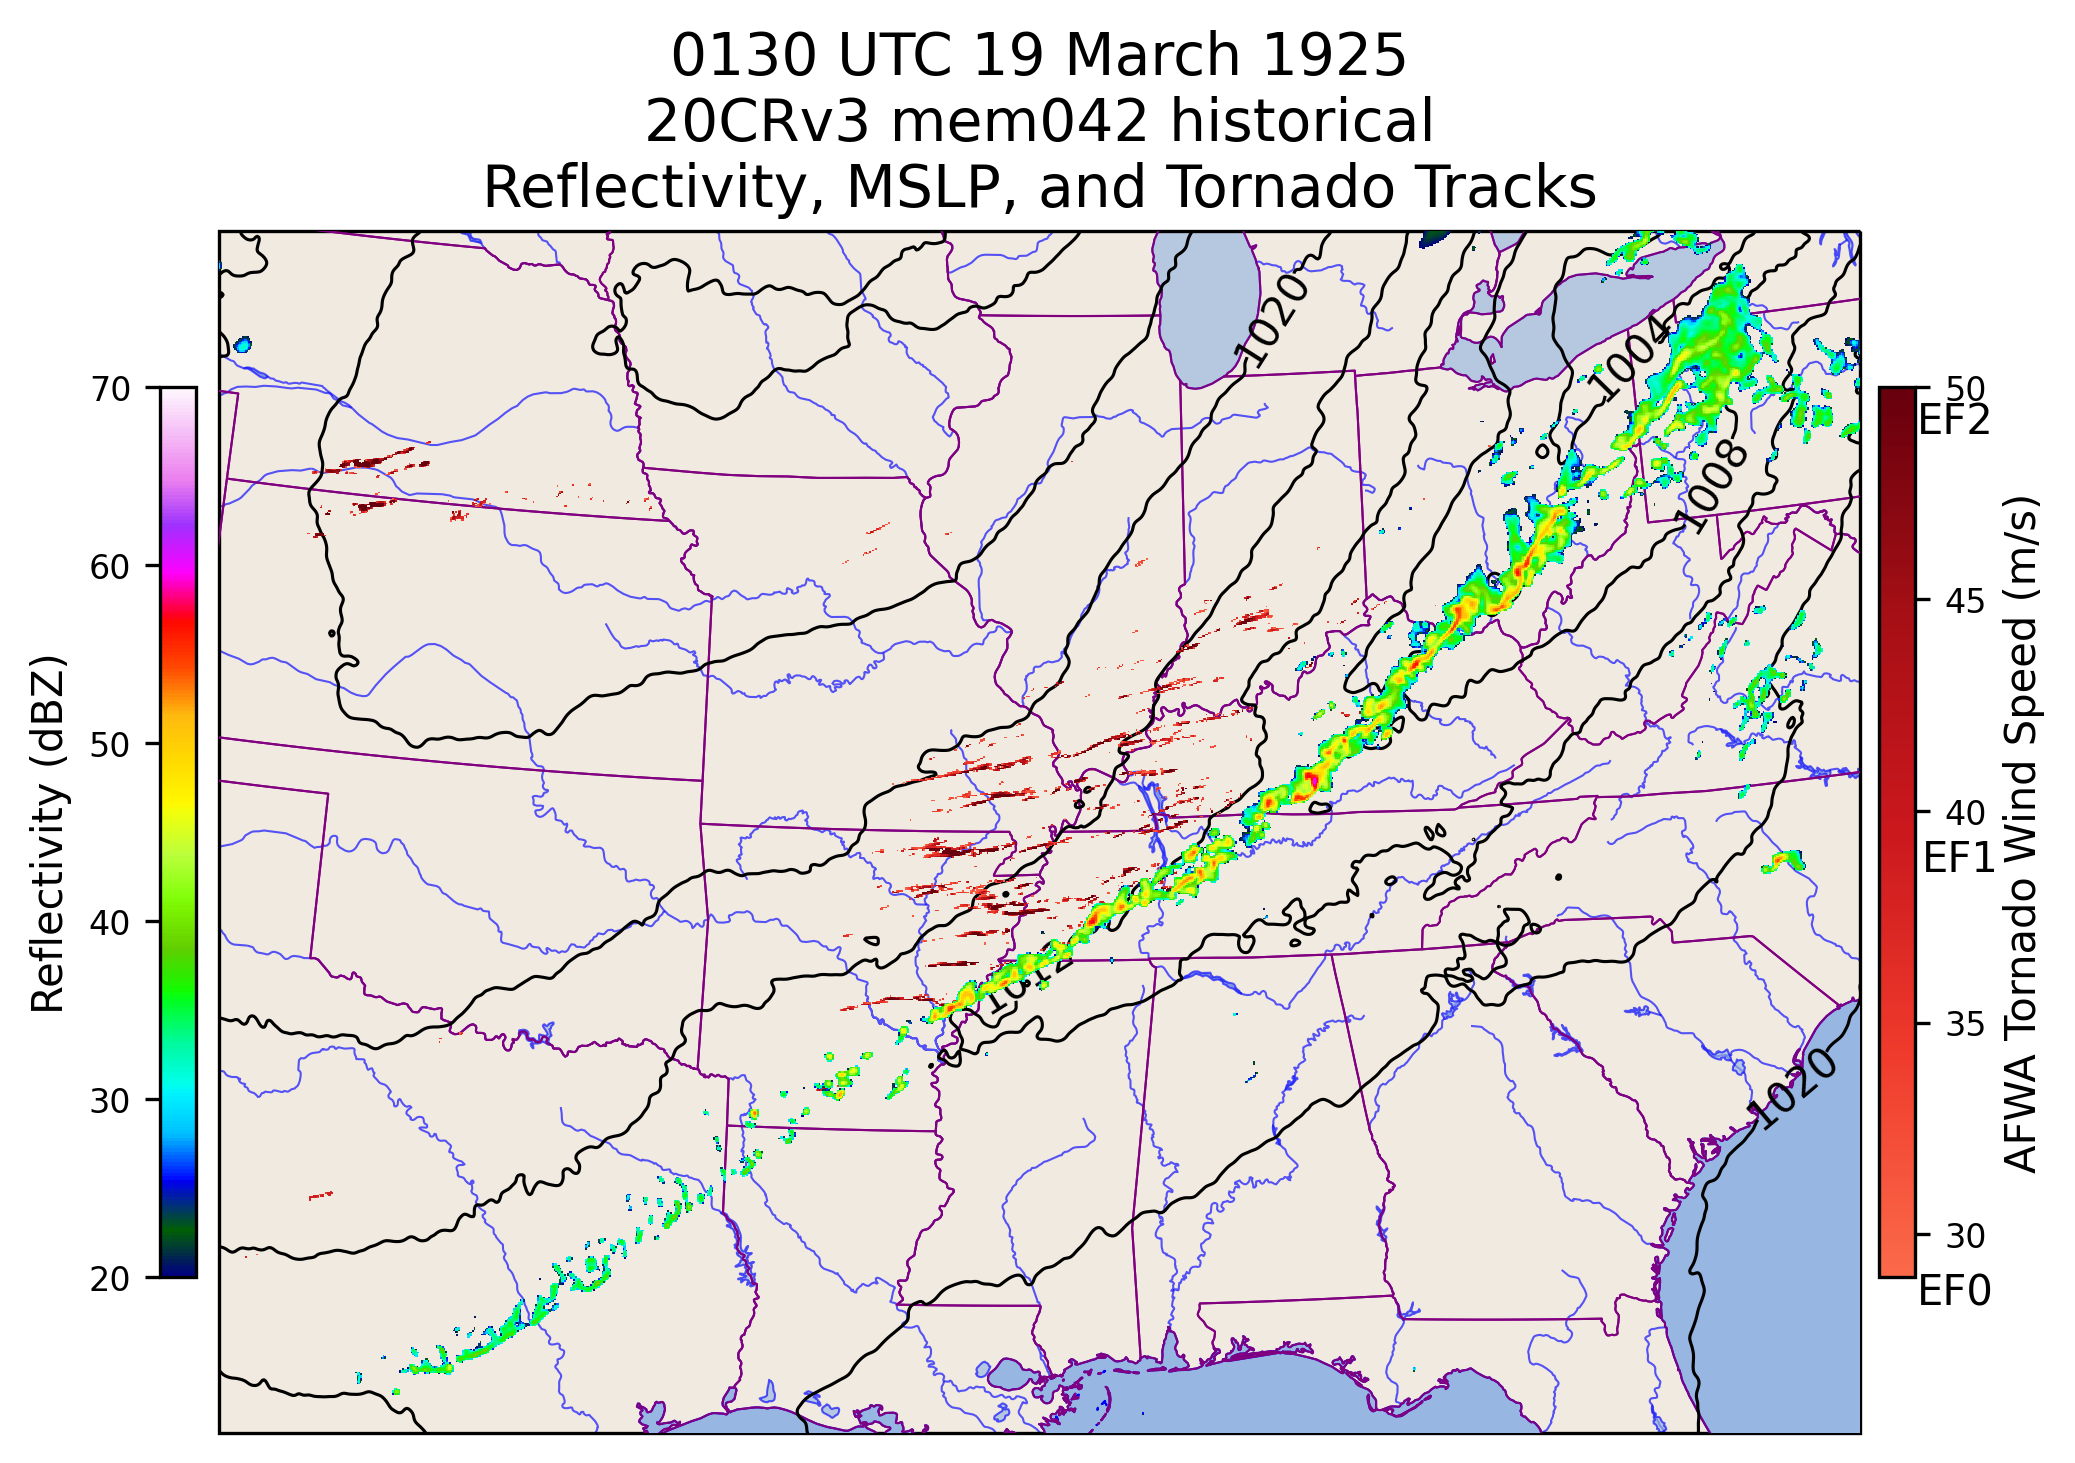 0130 UTC 19 March 1925
20CRv3 mem042 historical
Reflectivity, MSLP, and Tornado Tracks
1020
1004
1008
1012
1020
70
60
50
40
30
20
Reflectivity (dBZ)
50
EF2
45
40
EF1
35
30
EF0
AFWA Tornado Wind Speed (m/s)